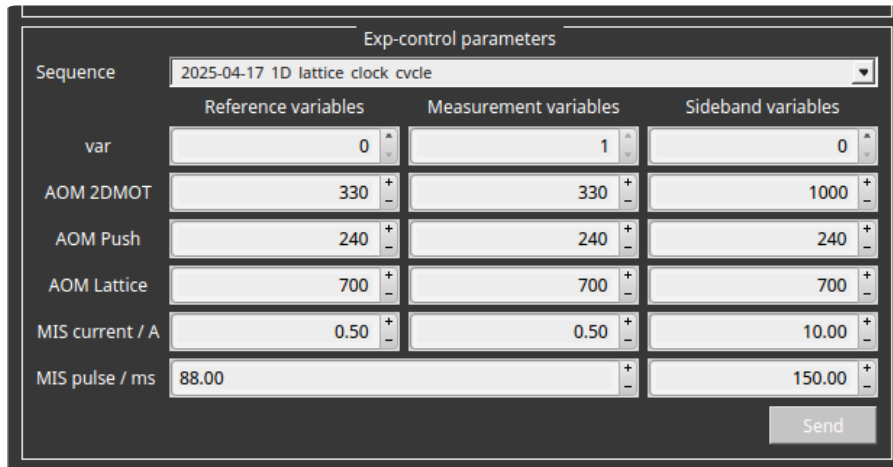 Exp-control parameters
Sequence 2025-04-17 1D lattice clock cycle
Reference variables Measurement variables Sideband variables
var 0 1 0
AOM 2DMOT 330 + - 330 + - 1000 + -
AOM Push 240 + - 240 + - 240 + -
AOM Lattice 700 + - 700 + - 700 + -
MIS current / A 0.50 + - 0.50 + - 10.00 + -
MIS pulse / ms 88.00 + - 150.00 + -
Send